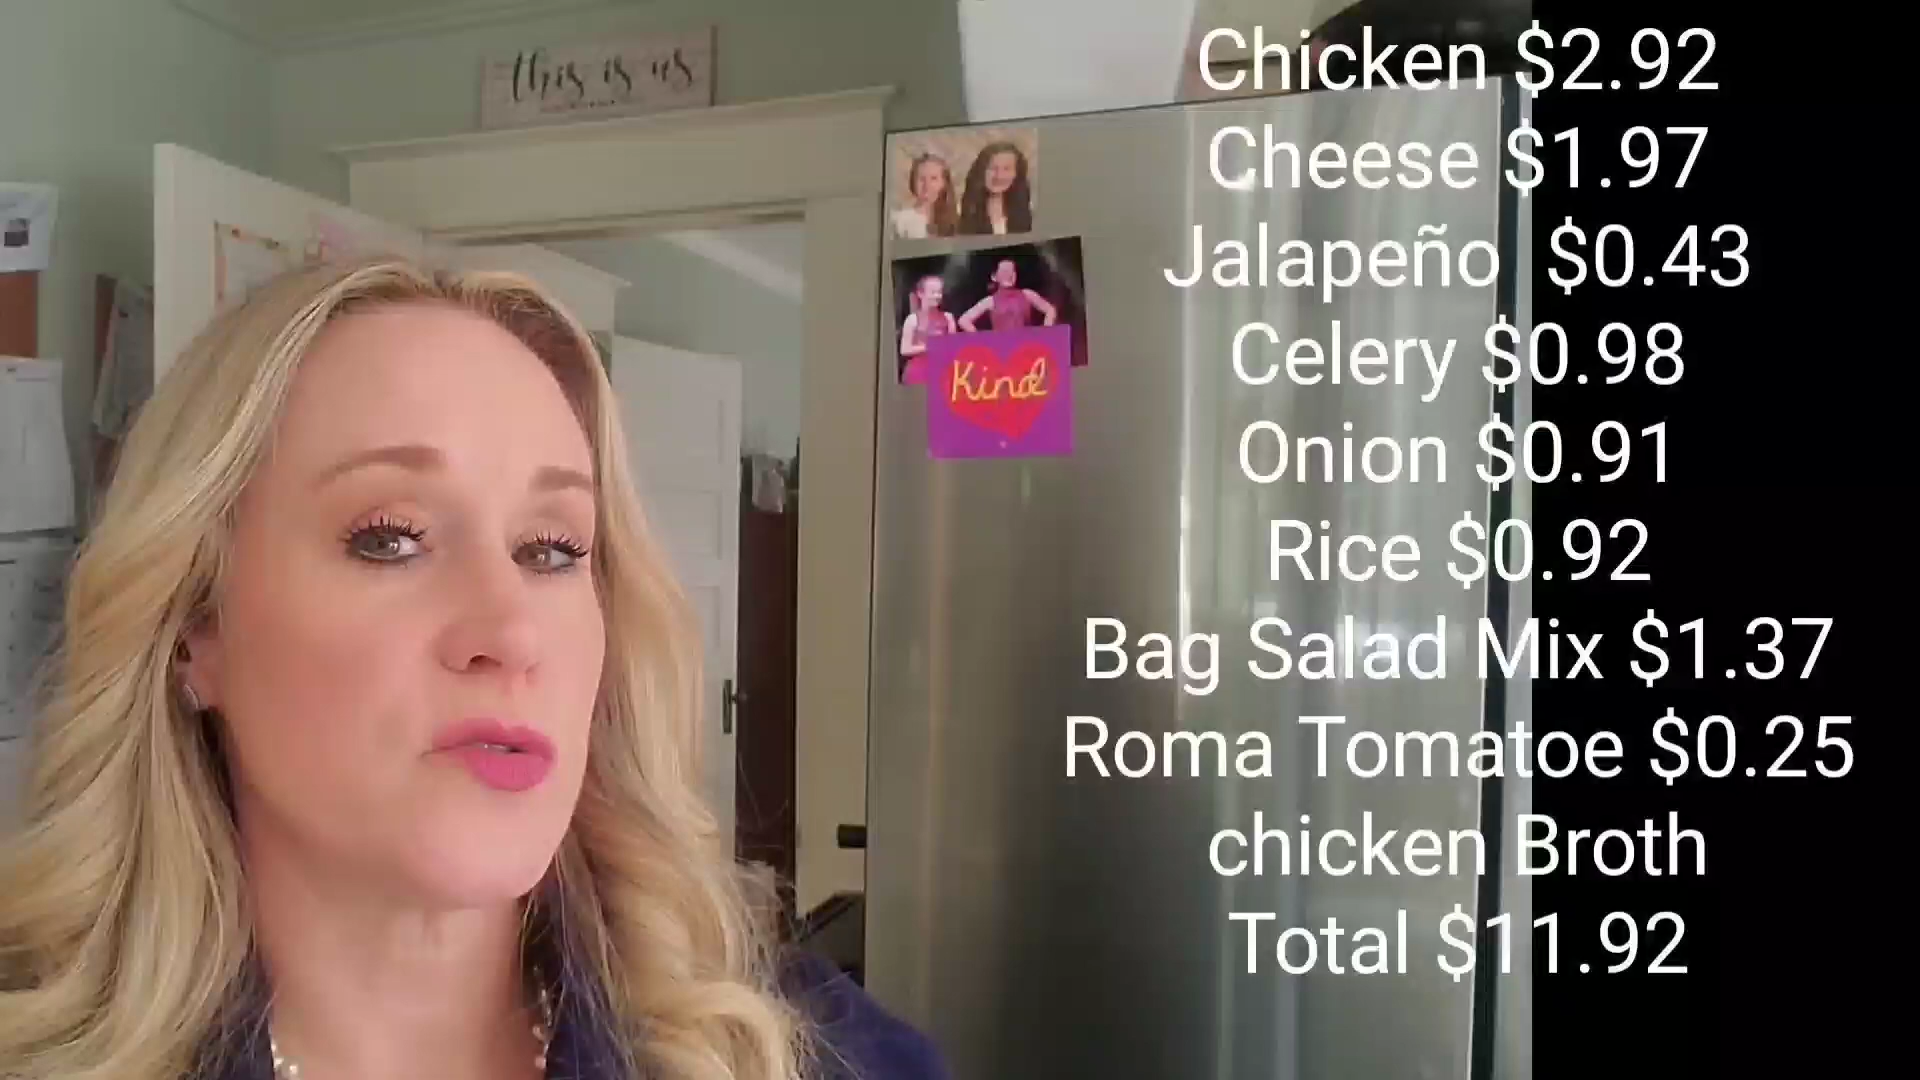 this is us
Kind
Chicken $2.92
Cheese $1.97
Jalapeño $0.43
Celery $0.98
Onion $0.91
Rice $0.92
Bag Salad Mix $1.37
Roma Tomatoe $0.25
chicken Broth
Total $11.92